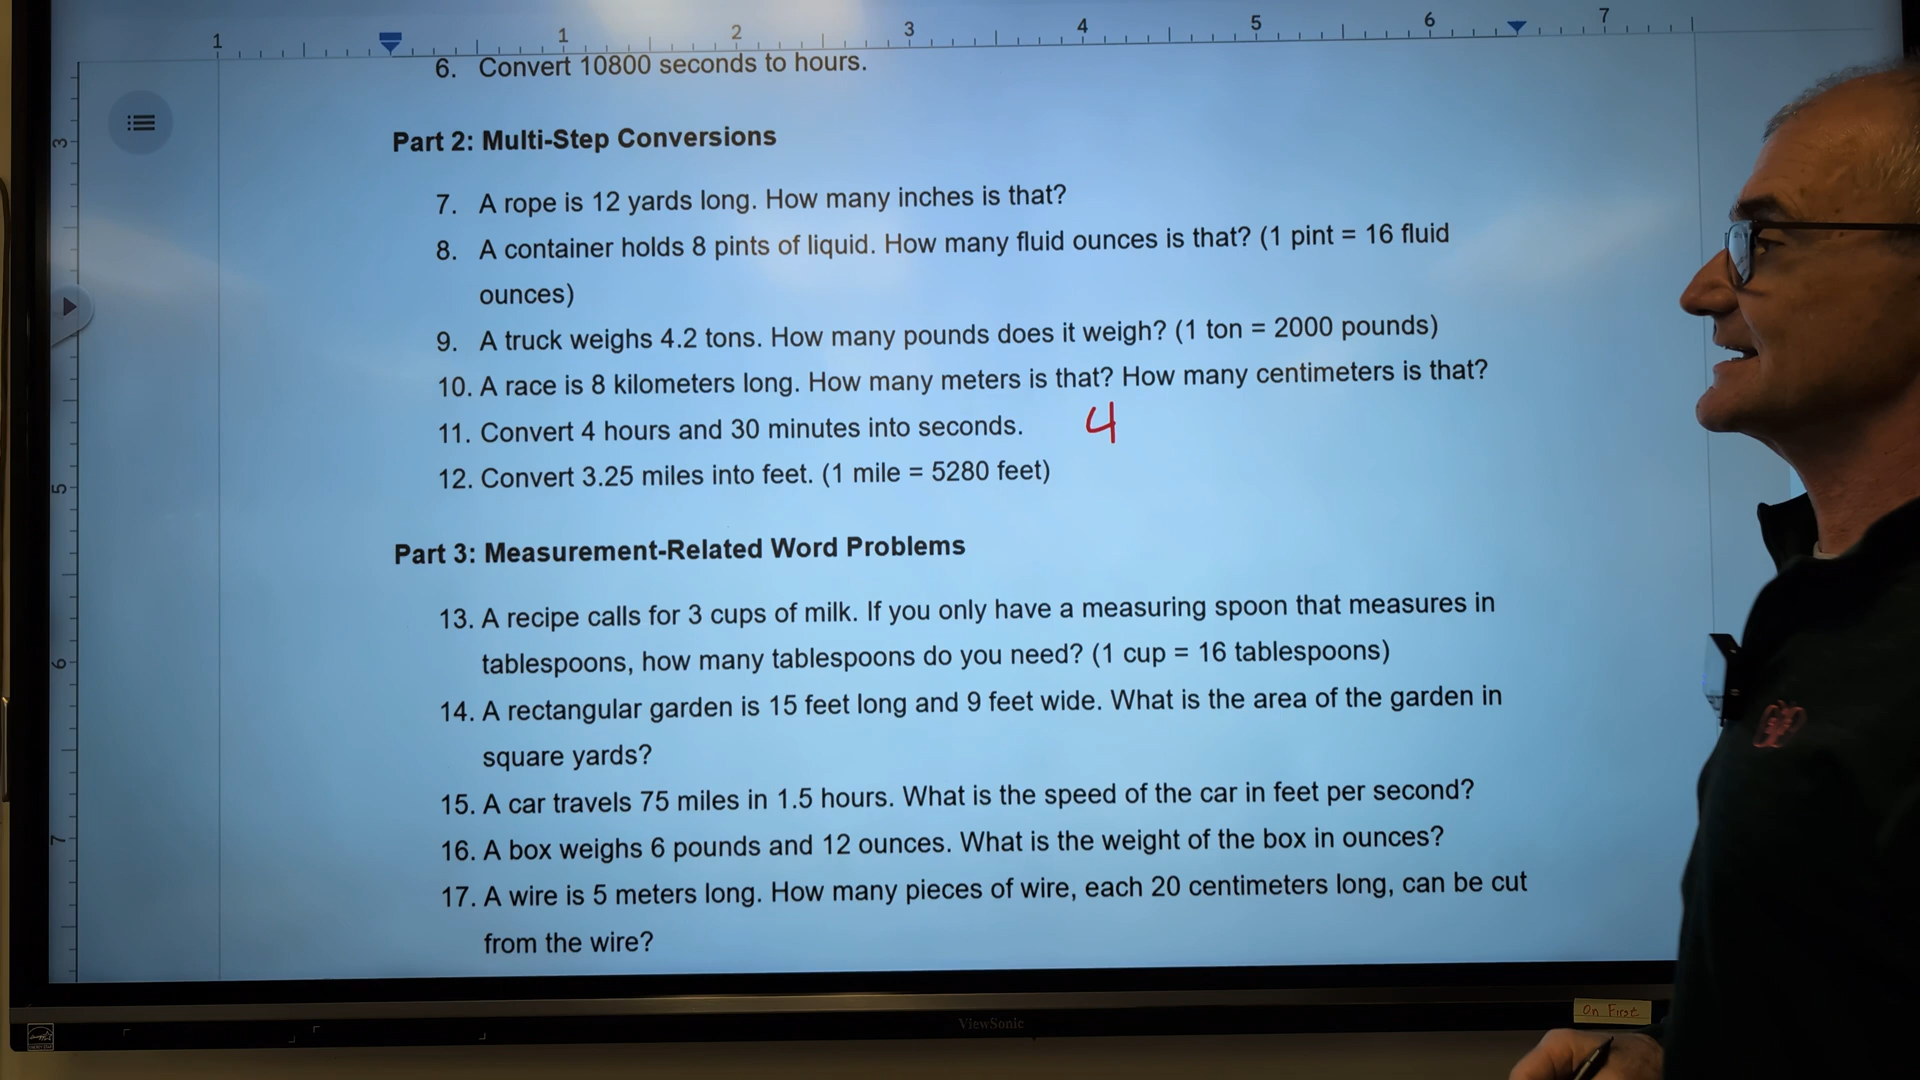 1 1 2 3 4 5 6 7
6. Convert 10800 seconds to hours.
3
Part 2: Multi-Step Conversions
7. A rope is 12 yards long. How many inches is that?
8. A container holds 8 pints of liquid. How many fluid ounces is that? (1 pint = 16 fluid
ounces)
9. A truck weighs 4.2 tons. How many pounds does it weigh? (1 ton = 2000 pounds)
10. A race is 8 kilometers long. How many meters is that? How many centimeters is that?
11. Convert 4 hours and 30 minutes into seconds. 4
12. Convert 3.25 miles into feet. (1 mile = 5280 feet)
5
Part 3: Measurement-Related Word Problems
13. A recipe calls for 3 cups of milk. If you only have a measuring spoon that measures in
tablespoons, how many tablespoons do you need? (1 cup = 16 tablespoons)
6
14. A rectangular garden is 15 feet long and 9 feet wide. What is the area of the garden in
square yards?
15. A car travels 75 miles in 1.5 hours. What is the speed of the car in feet per second?
7
16. A box weighs 6 pounds and 12 ounces. What is the weight of the box in ounces?
17. A wire is 5 meters long. How many pieces of wire, each 20 centimeters long, can be cut
from the wire?
ViewSonic
On First